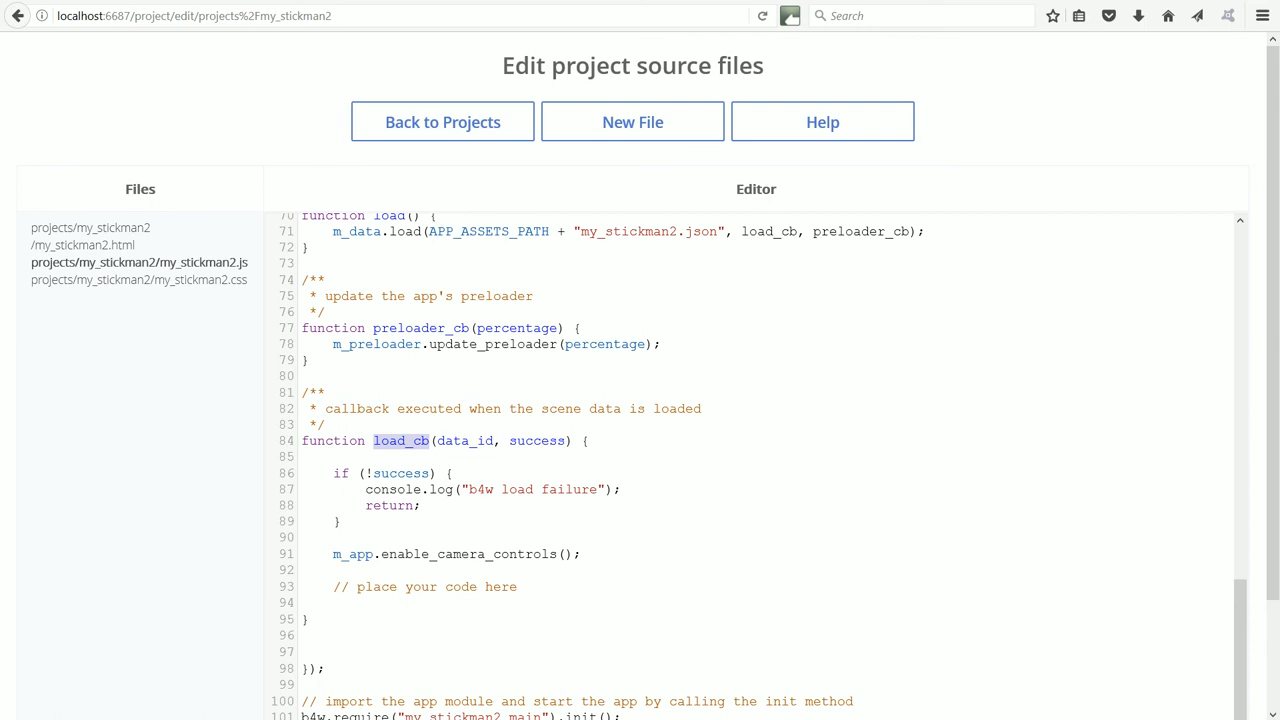 localhost:6687/project/edit/projects%2Fmy_stickman2
Search
Edit project source files
Back to Projects
New File
Help
Files
Editor
projects/my_stickman2
/my_stickman2.html
projects/my_stickman2/my_stickman2.js
projects/my_stickman2/my_stickman2.css
70 function load() {
71     m_data.load(APP_ASSETS_PATH + "my_stickman2.json", load_cb, preloader_cb);
72 }
73
74 /**
75  * update the app's preloader
76  */
77 function preloader_cb(percentage) {
78     m_preloader.update_preloader(percentage);
79 }
80
81 /**
82  * callback executed when the scene data is loaded
83  */
84 function load_cb(data_id, success) {
85
86     if (!success) {
87         console.log("b4w load failure");
88         return;
89     }
90
91     m_app.enable_camera_controls();
92
93     // place your code here
94
95 }
96
97
98 });
99
100 // import the app module and start the app by calling the init method
101 b4w.require("my_stickman2_main").init();